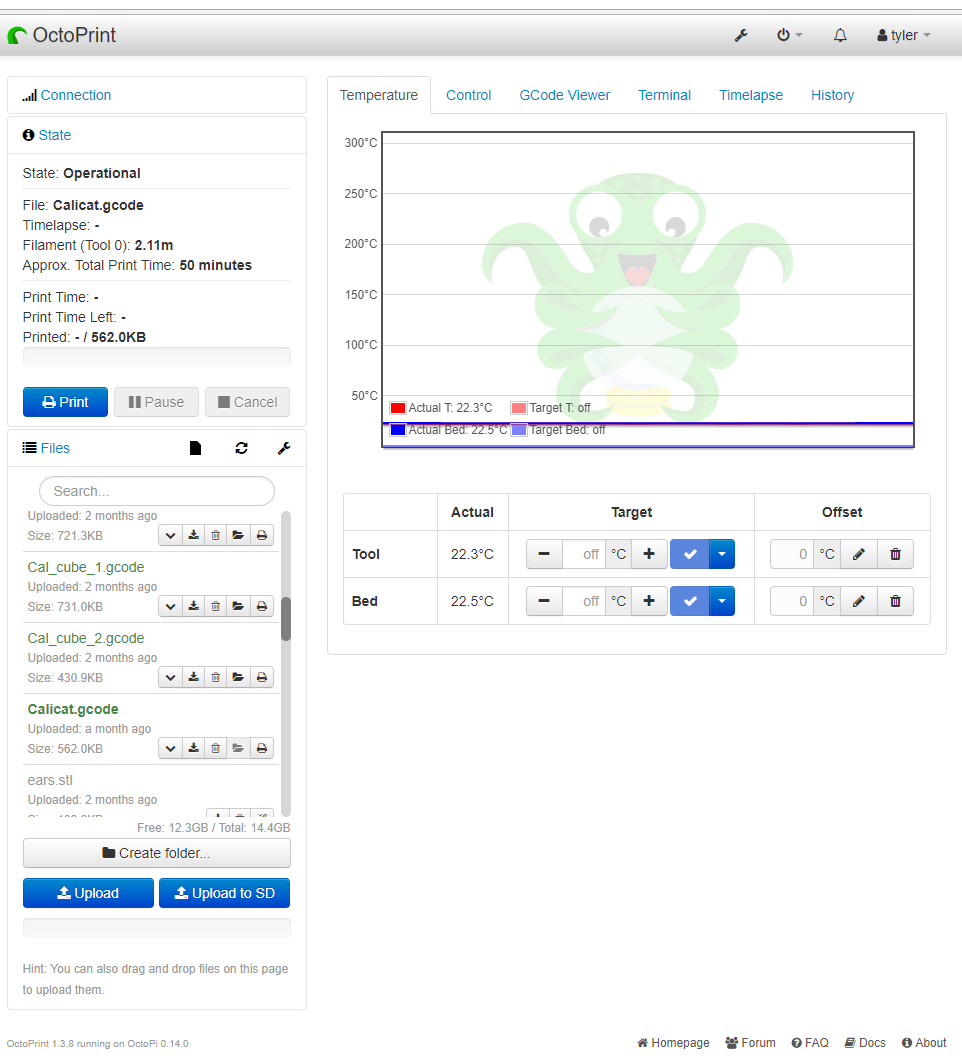 OctoPrint
tyler
Connection
State
State: Operational
File: Calicat.gcode
Timelapse: -
Filament (Tool 0): 2.11m
Approx. Total Print Time: 50 minutes
Print Time: -
Print Time Left: -
Printed: - / 562.0KB
Print
Pause
Cancel
Files
Search...
Uploaded: 2 months ago
Size: 721.3KB
Cal_cube_1.gcode
Uploaded: 2 months ago
Size: 731.0KB
Cal_cube_2.gcode
Uploaded: 2 months ago
Size: 430.9KB
Calicat.gcode
Uploaded: a month ago
Size: 562.0KB
ears.stl
Uploaded: 2 months ago
Free: 12.3GB / Total: 14.4GB
Create folder...
Upload
Upload to SD
Hint: You can also drag and drop files on this page
to upload them.
Temperature
Control
GCode Viewer
Terminal
Timelapse
History
300°C
250°C
200°C
150°C
100°C
50°C
Actual T: 22.3°C
Target T: off
Actual Bed: 22.5°C
Target Bed: off
Actual
Target
Offset
Tool
22.3°C
off
°C
0
°C
Bed
22.5°C
off
°C
0
°C
OctoPrint 1.3.8 running on OctoPi 0.14.0
Homepage
Forum
FAQ
Docs
About